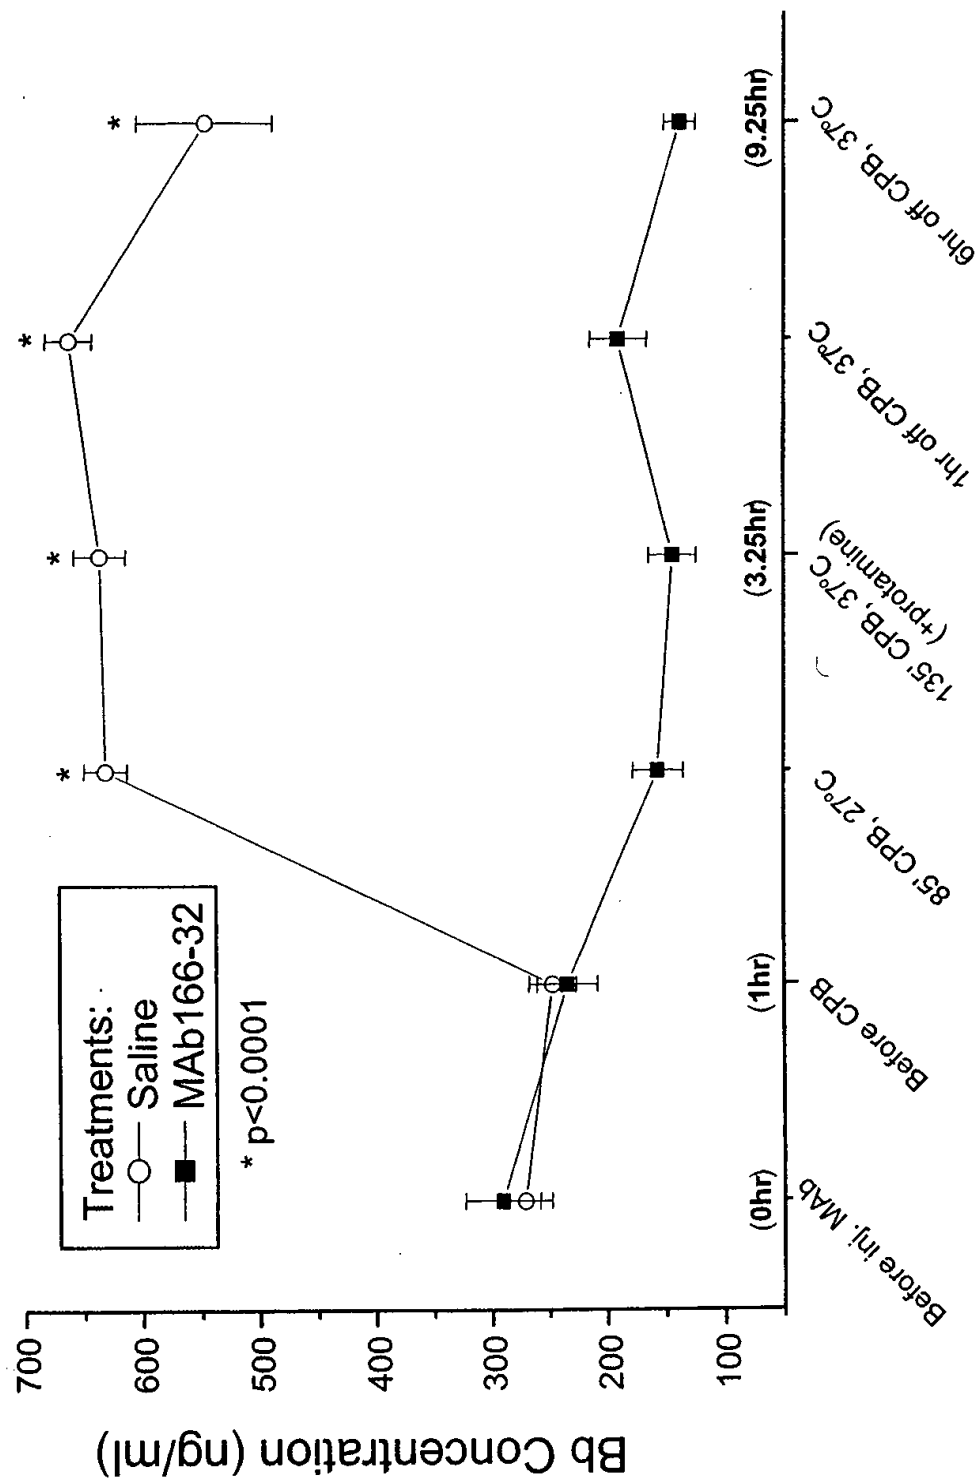 Bb Concentration (ng/ml)
700
600
500
400
300
200
100
Treatments:
Saline
MAb166-32
* p<0.0001
*
*
*
*
(0hr)
(1hr)
(3.25hr)
(9.25hr)
Before inj. MAb
Before CPB
85' CPB, 27°C
135' CPB, 37°C
(+protamine)
1hr off CPB, 37°C
6hr off CPB, 37°C